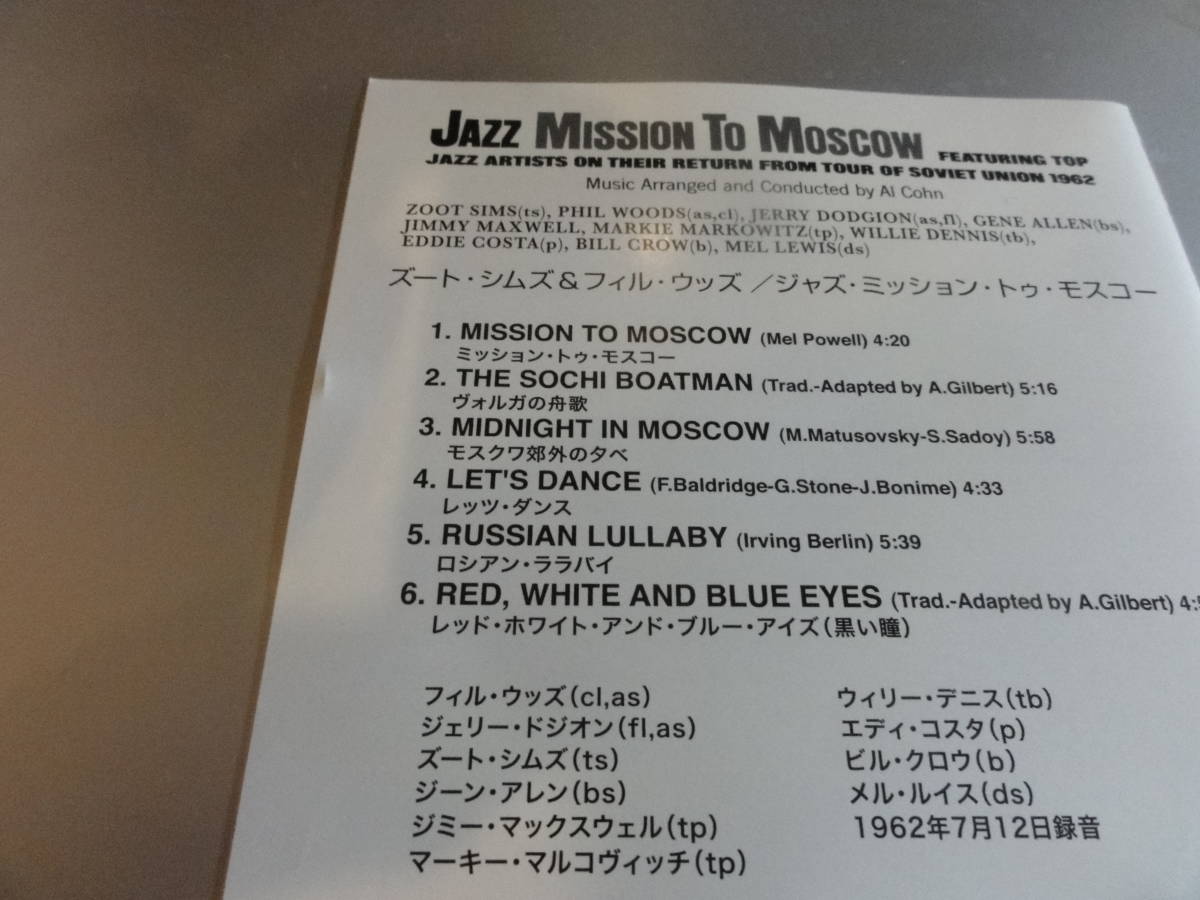 JAZZ MISSION TO MOSCOW FEATURING TOP
JAZZ ARTISTS ON THEIR RETURN FROM TOUR OF SOVIET UNION 1962
Music Arranged and Conducted by Al Cohn
ZOOT SIMS(ts), PHIL WOODS(as,cl), JERRY DODGION(as,fl), GENE ALLEN(bs),
JIMMY MAXWELL, MARKIE MARKOWITZ(tp), WILLIE DENNIS(tb),
EDDIE COSTA(p), BILL CROW(b), MEL LEWIS(ds)
ズート・シムズ&フィル・ウッズ/ジャズ・ミッション・トゥ・モスコー
1. MISSION TO MOSCOW (Mel Powell) 4:20
ミッション・トゥ・モスコー
2. THE SOCHI BOATMAN (Trad.-Adapted by A.Gilbert) 5:16
ヴォルガの舟歌
3. MIDNIGHT IN MOSCOW (M.Matusovsky-S.Sadoy) 5:58
モスクワ郊外の夕べ
4. LET'S DANCE (F.Baldridge-G.Stone-J.Bonime) 4:33
レッツ・ダンス
5. RUSSIAN LULLABY (Irving Berlin) 5:39
ロシアン・ララバイ
6. RED, WHITE AND BLUE EYES (Trad.-Adapted by A.Gilbert)
レッド・ホワイト・アンド・ブルー・アイズ(黒い瞳)
フィル・ウッズ(cl,as)
ジェリー・ドジオン(fl,as)
ズート・シムズ(ts)
ジーン・アレン(bs)
ジミー・マックスウェル(tp)
マーキー・マルコヴィッチ(tp)
ウィリー・デニス(tb)
エディ・コスタ(p)
ビル・クロウ(b)
メル・ルイス(ds)
1962年7月12日録音